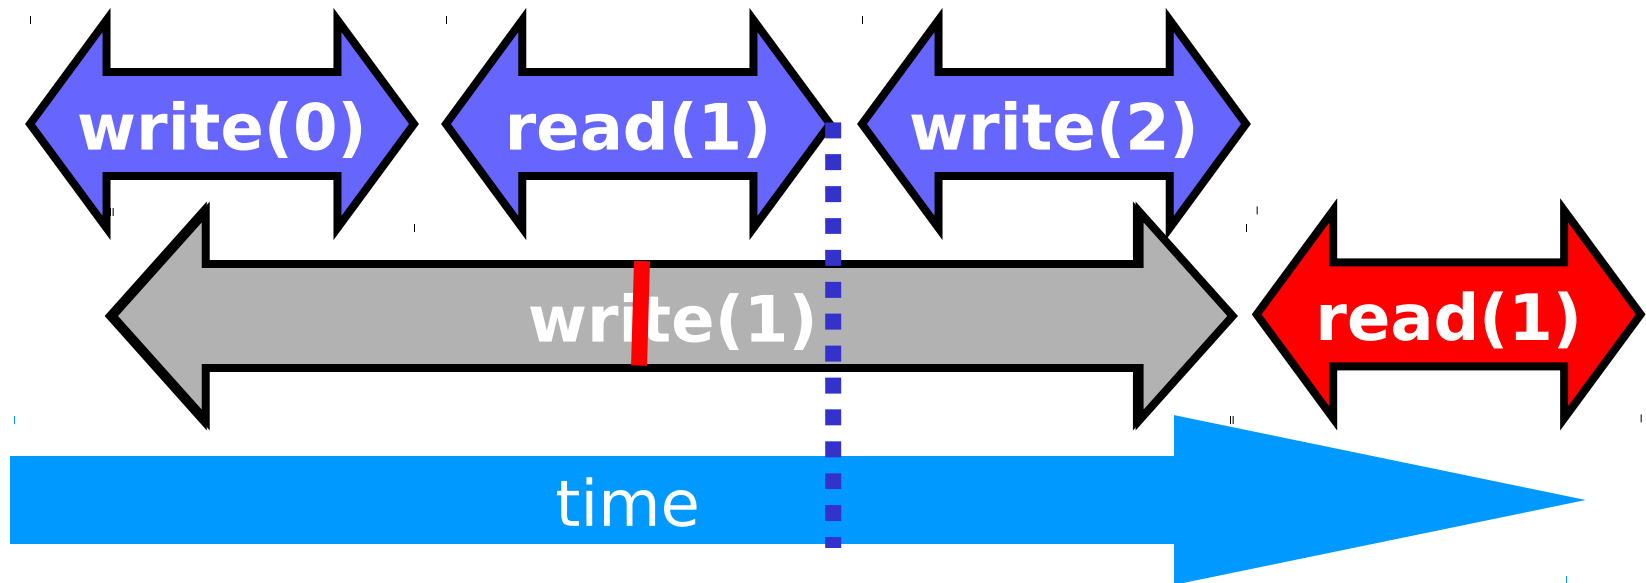 write(0) read(1) write(2)
write(1) read(1)
time